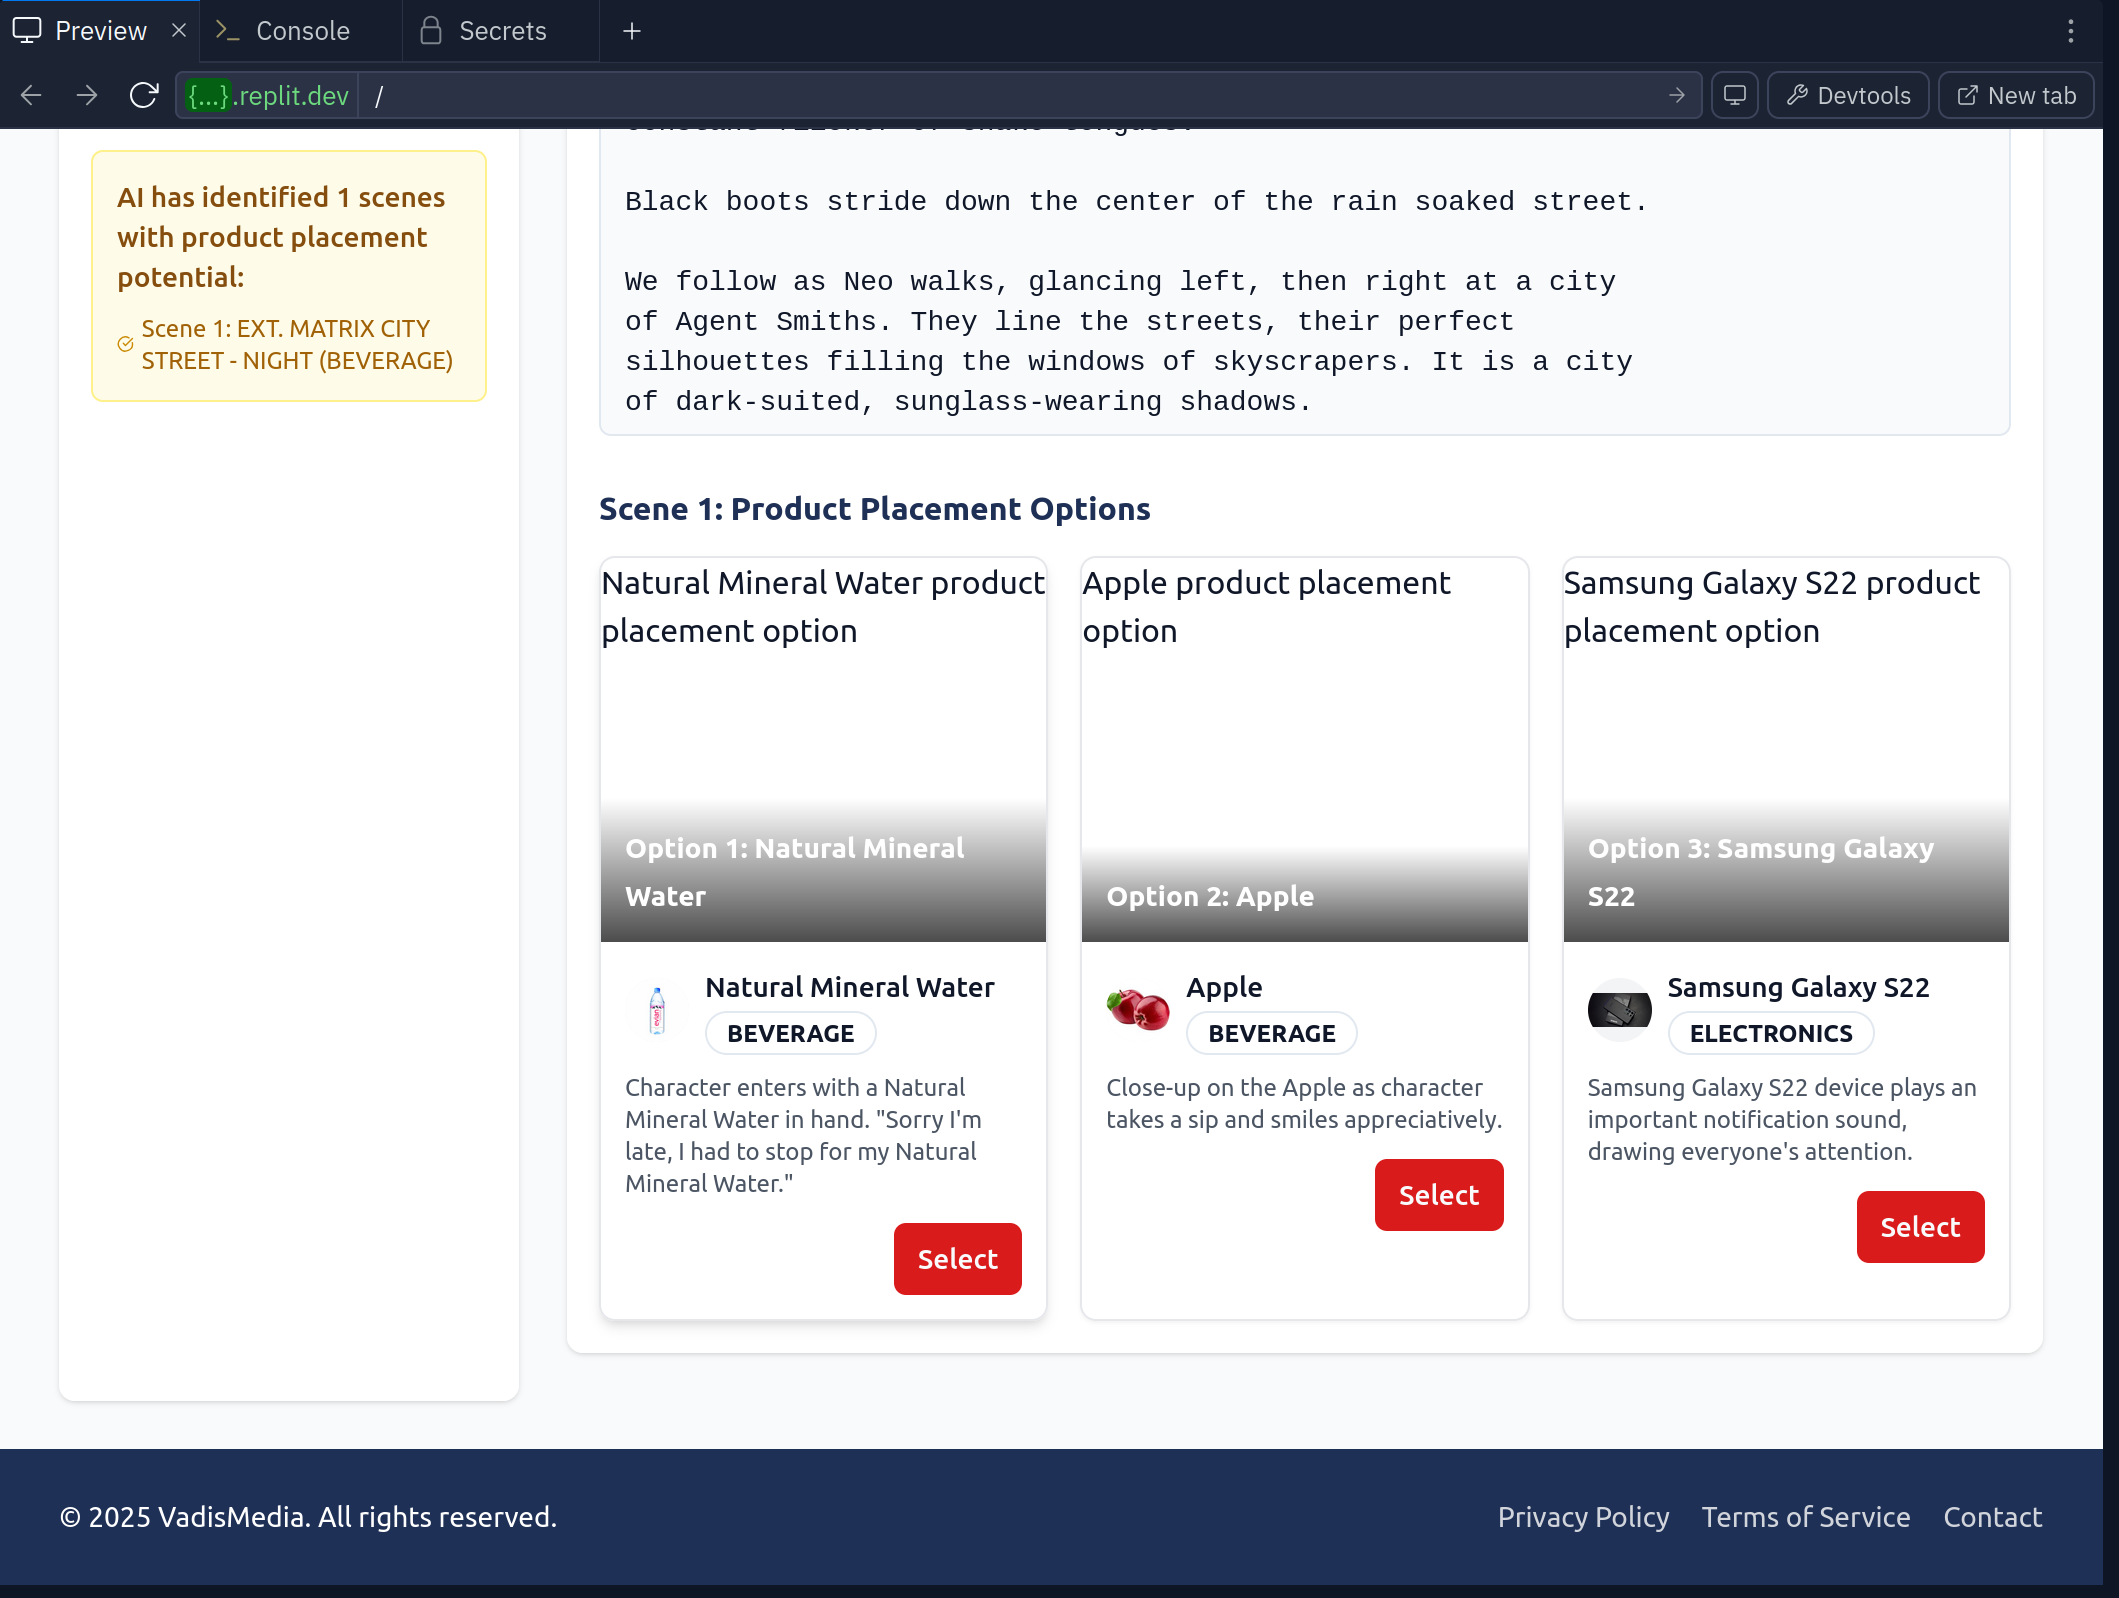 Preview
Console
Secrets
{...}.replit.dev
/
Devtools
New tab
AI has identified 1 scenes
with product placement
potential:
Scene 1: EXT. MATRIX CITY
STREET - NIGHT (BEVERAGE)
Black boots stride down the center of the rain soaked street.
We follow as Neo walks, glancing left, then right at a city
of Agent Smiths. They line the streets, their perfect
silhouettes filling the windows of skyscrapers. It is a city
of dark-suited, sunglass-wearing shadows.
Scene 1: Product Placement Options
Natural Mineral Water product
placement option
Option 1: Natural Mineral
Water
evian
Natural Mineral Water
BEVERAGE
Character enters with a Natural
Mineral Water in hand. "Sorry I'm
late, I had to stop for my Natural
Mineral Water."
Select
Apple product placement
option
Option 2: Apple
Apple
BEVERAGE
Close-up on the Apple as character
takes a sip and smiles appreciatively.
Select
Samsung Galaxy S22 product
placement option
Option 3: Samsung Galaxy
S22
Samsung Galaxy S22
ELECTRONICS
Samsung Galaxy S22 device plays an
important notification sound,
drawing everyone's attention.
Select
© 2025 VadisMedia. All rights reserved.
Privacy Policy
Terms of Service
Contact